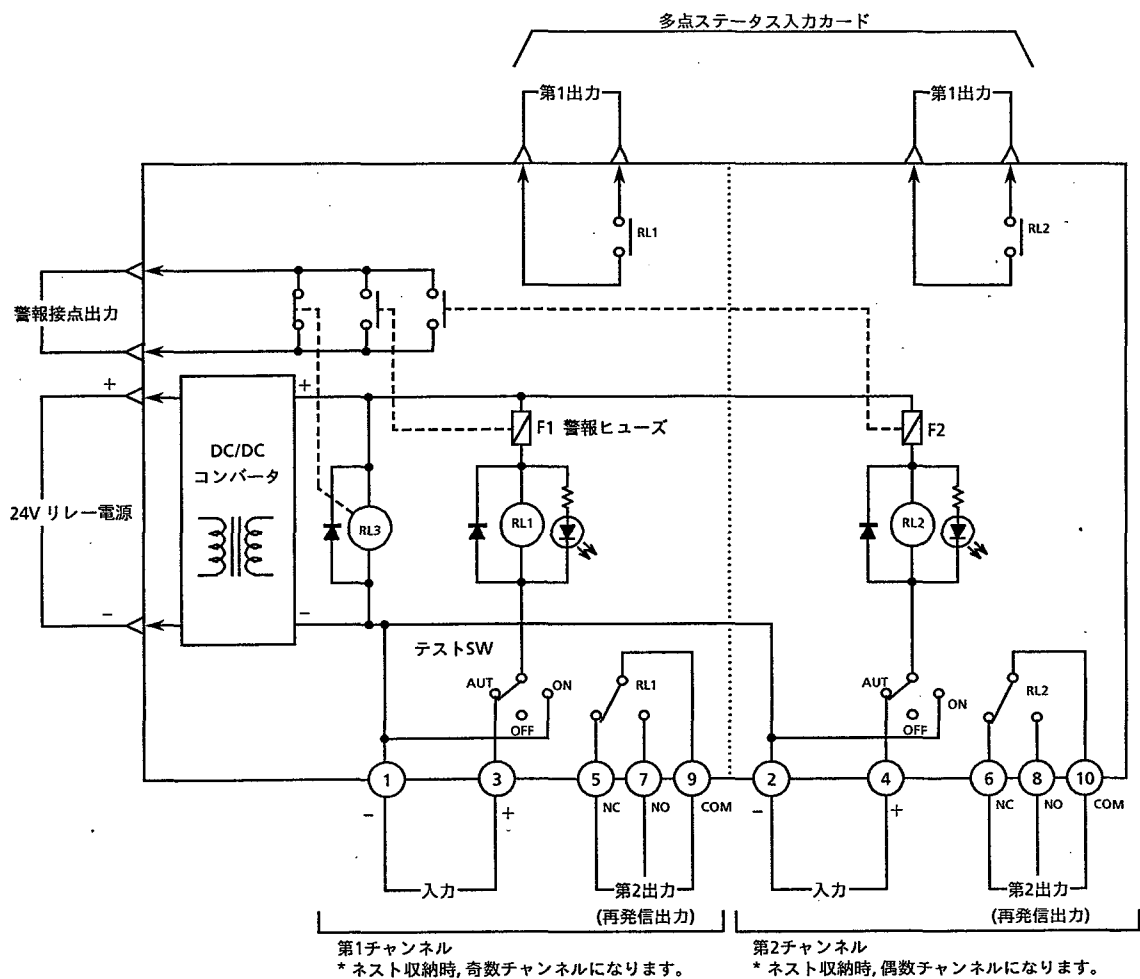 多点ステータス入力カード
第1出力
第1出力
RL1
RL2
警報接点出力
+
+
F1 警報ヒューズ
F2
DC/DC
コンバータ
24V リレー電源
RL3
RL1
RL2
−
−
テストSW
AUT
ON
OFF
RL1
AUT
ON
OFF
RL2
1
3
5
7
9
2
4
6
8
10
−
+
NC
NO
COM
−
+
NC
NO
COM
入力
第2出力
(再発信出力)
入力
第2出力
(再発信出力)
第1チャンネル
* ネスト収納時, 奇数チャンネルになります。
第2チャンネル
* ネスト収納時, 偶数チャンネルになります。